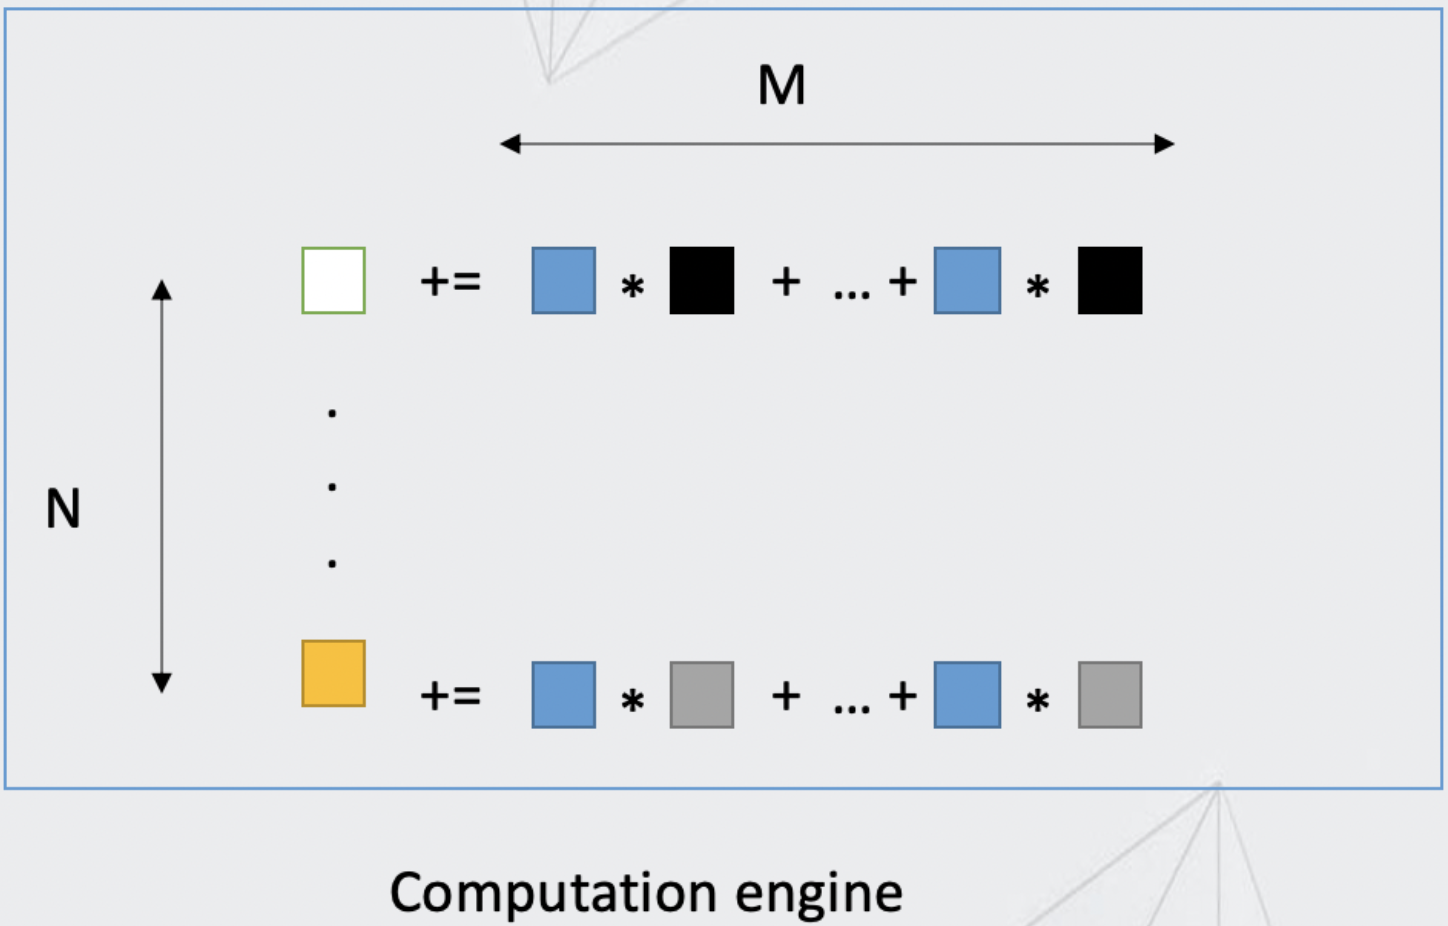 M
+= * + ... + *
.
.
N
.
+= * + ... + *
Computation engine